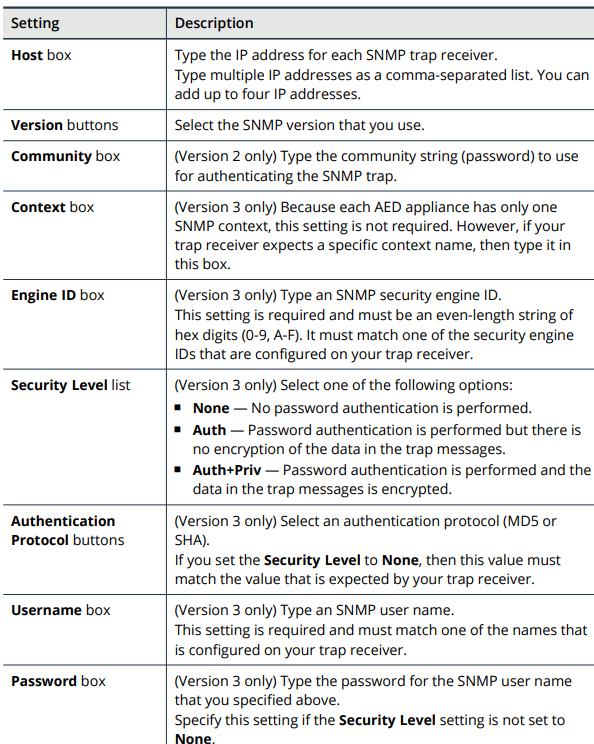 Setting Description
Host box Type the IP address for each SNMP trap receiver.
Type multiple IP addresses as a comma-separated list. You can
add up to four IP addresses.
Version buttons Select the SNMP version that you use.
Community box (Version 2 only) Type the community string (password) to use
for authenticating the SNMP trap.
Context box (Version 3 only) Because each AED appliance has only one
SNMP context, this setting is not required. However, if your
trap receiver expects a specific context name, then type it in
this box.
Engine ID box (Version 3 only) Type an SNMP security engine ID.
This setting is required and must be an even-length string of
hex digits (0-9, A-F). It must match one of the security engine
IDs that are configured on your trap receiver.
Security Level list (Version 3 only) Select one of the following options:
■ None — No password authentication is performed.
■ Auth — Password authentication is performed but there is
no encryption of the data in the trap messages.
■ Auth+Priv — Password authentication is performed and the
data in the trap messages is encrypted.
Authentication (Version 3 only) Select an authentication protocol (MD5 or
Protocol buttons SHA).
If you set the Security Level to None, then this value must
match the value that is expected by your trap receiver.
Username box (Version 3 only) Type an SNMP user name.
This setting is required and must match one of the names that
is configured on your trap receiver.
Password box (Version 3 only) Type the password for the SNMP user name
that you specified above.
Specify this setting if the Security Level setting is not set to
None.